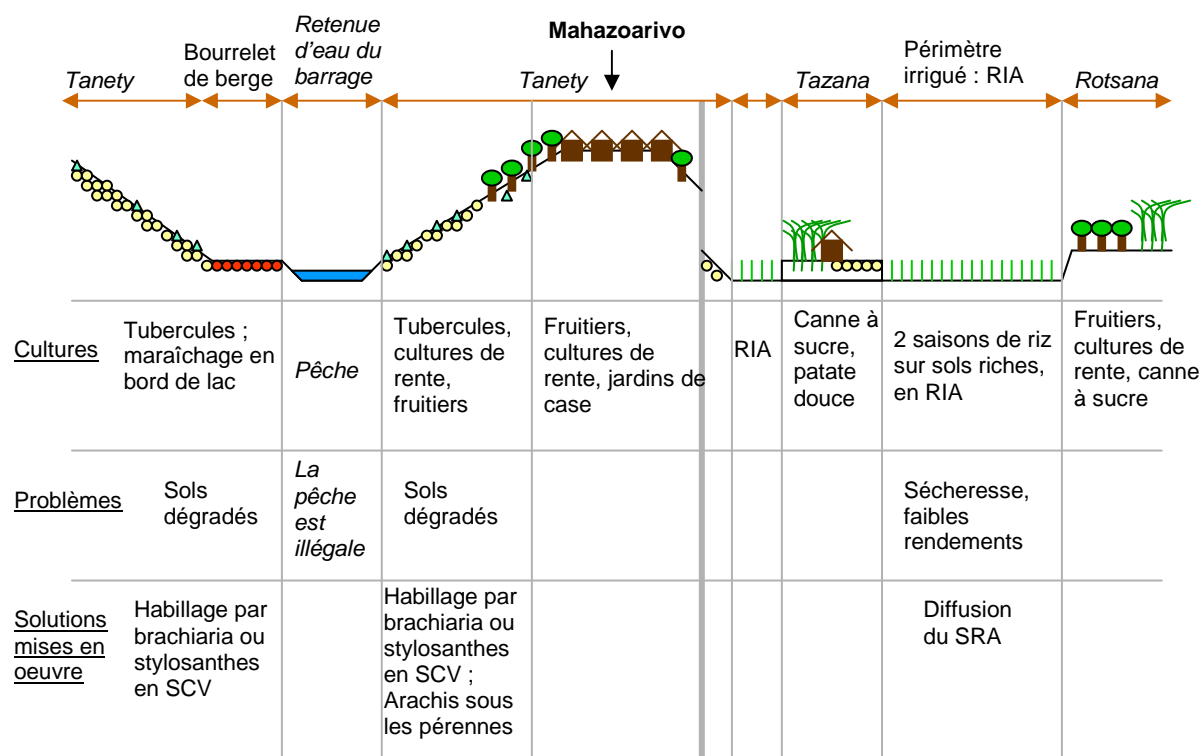 Tanety
Bourrelet
de berge
Retenue
d'eau du
barrage
Mahazoarivo
Tanety
Tazana
Périmètre
irrigué : RIA
Rotsana
Cultures
Tubercules ;
maraîchage en
bord de lac
Pêche
Tubercules,
cultures de
rente,
fruitiers
Fruitiers,
cultures de
rente, jardins de
case
RIA
Canne à
sucre,
patate
douce
2 saisons de riz
sur sols riches,
en RIA
Fruitiers,
cultures de
rente, canne
à sucre
Problèmes
Sols
dégradés
La
pêche
est
illégale
Sols
dégradés
Sécheresse,
faibles
rendements
Solutions
mises en
oeuvre
Habillage par
brachiaria ou
stylosanthes
en SCV
Habillage par
brachiaria ou
stylosanthes
en SCV ;
Arachis sous
les pérennes
Diffusion
du SRA